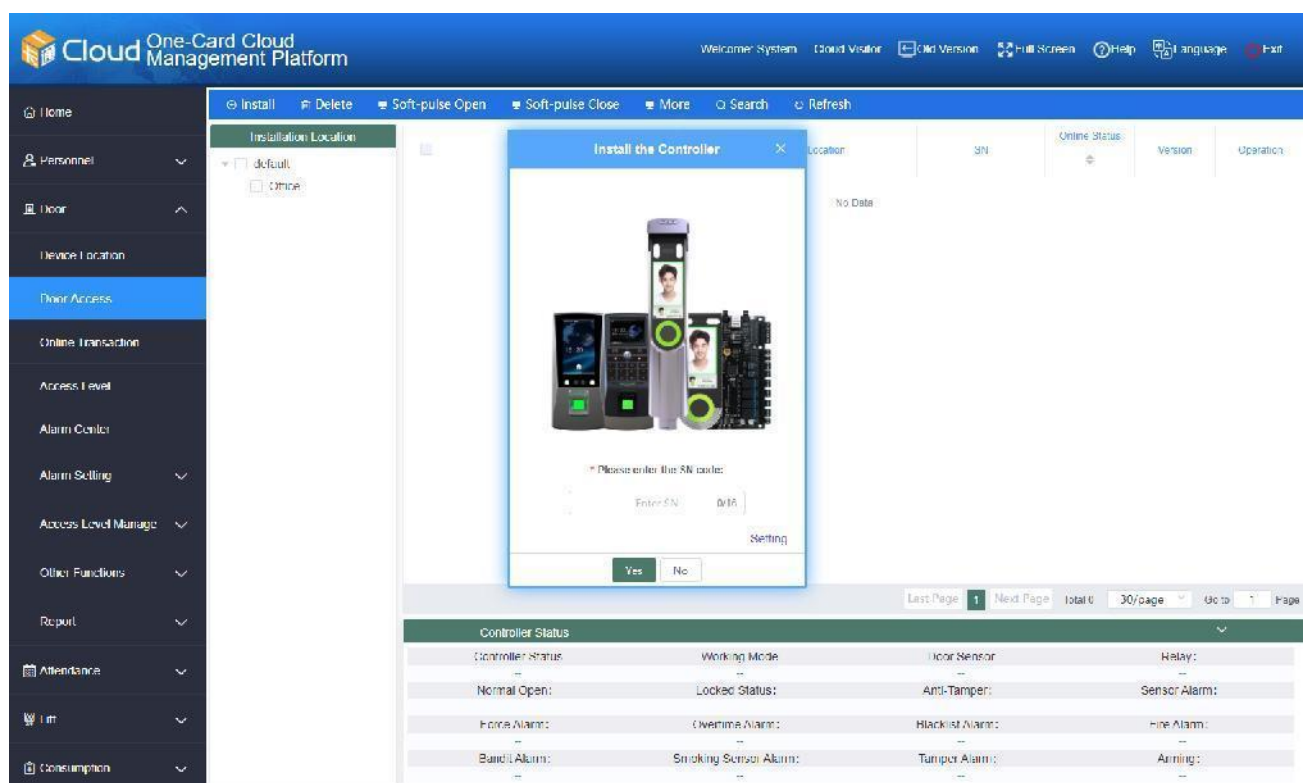 Cloud One-Card Cloud Management Platform
Welcomer System Cloud Visitor Old Version Full Screen Help Language Exit
Home
Personnel
Door
Device Location
Door Access
Online Transaction
Access Level
Alarm Center
Alarm Setting
Access Level Manage
Other Functions
Report
Attendance
Lift
Consumption
Install Delete Soft-pulse Open Soft-pulse Close More Search Refresh
Installation Location
default
Office
Location SN Online Status Version Operation
No Data
Install the Controller
* Please enter the SN code:
Enter SN 0/16
Setting
Yes No
Last Page 1 Next Page Total 0 30/page Go to 1 Page
Controller Status
Controller Status Working Mode Door Sensor Relay:
-- -- -- --
Normal Open: Locked Status: Anti-Tamper: Sensor Alarm:
Force Alarm: Overtime Alarm: Blacklist Alarm: Fire Alarm:
-- -- -- --
Bandit Alarm: Smoking Sensor Alarm: Tamper Alarm: Arming:
-- -- -- --